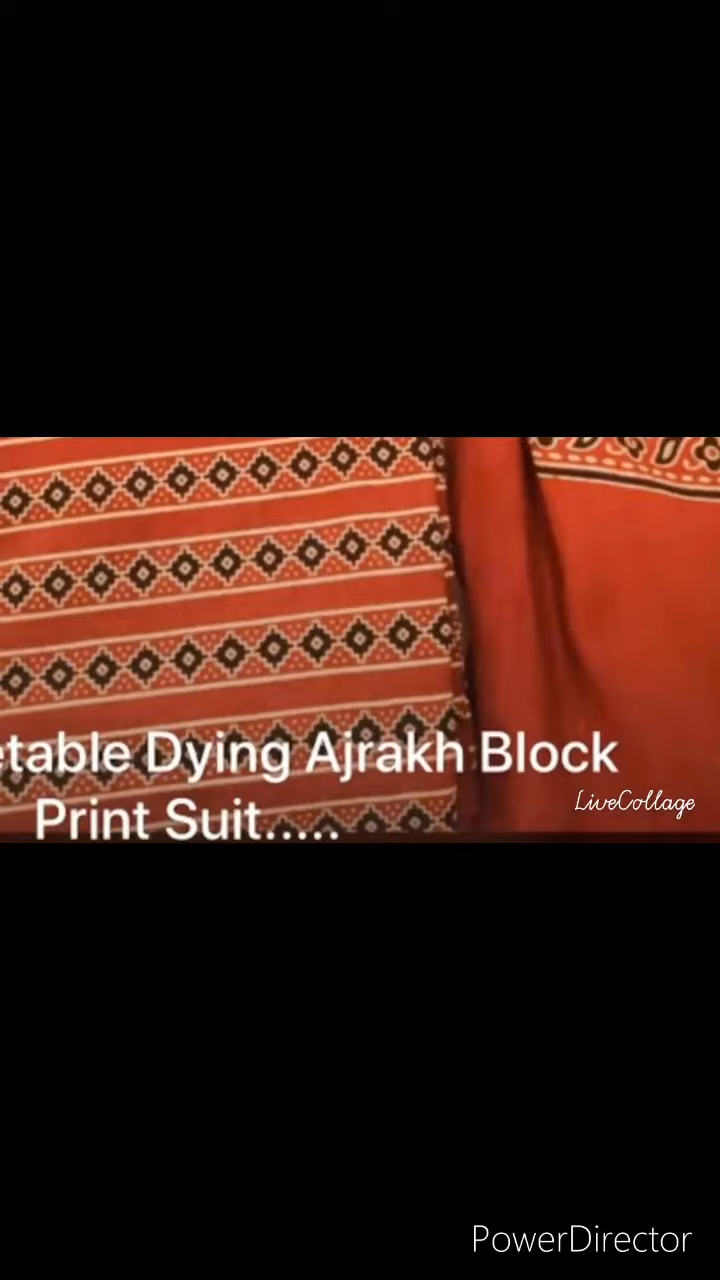 etable Dying Ajrakh Block
Print Suit.....
LiveCollage
PowerDirector